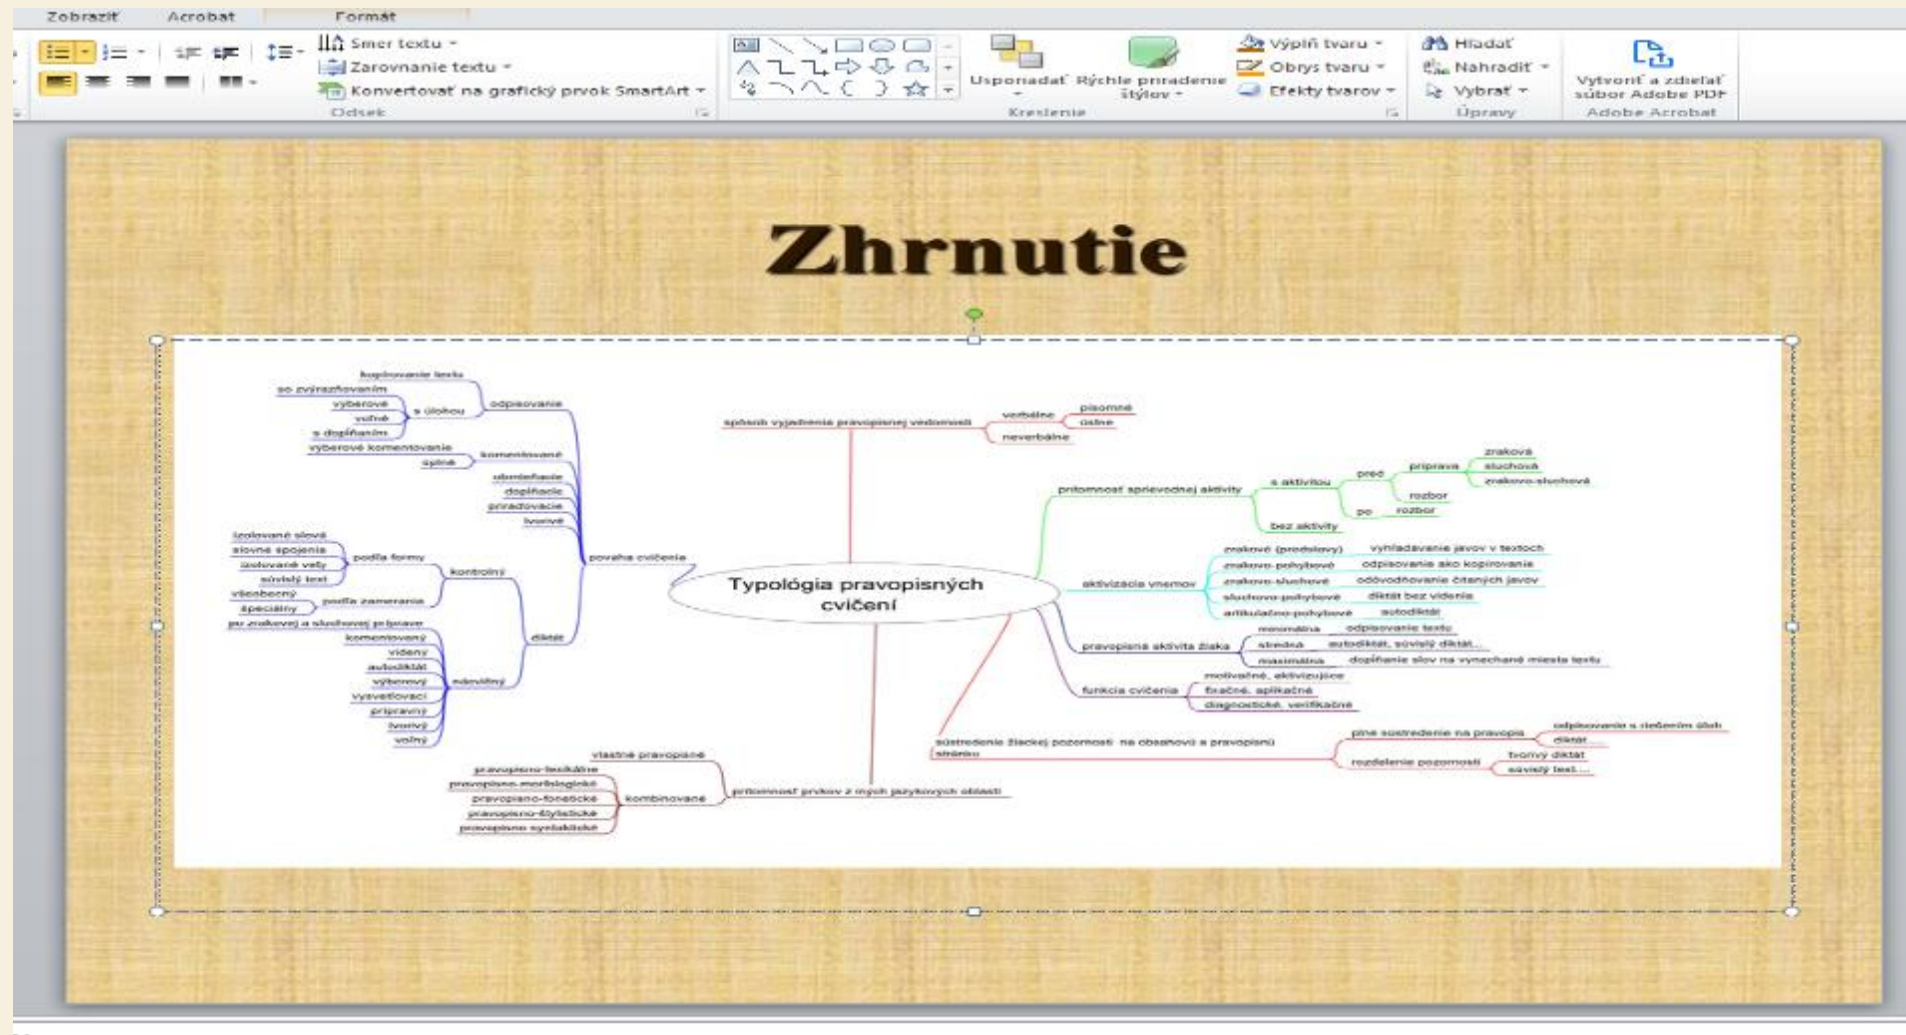 Zobraziť Acrobat Formát
Smer textu
Zarovnanie textu
Konvertovať na grafický prvok SmartArt
Odsek
Usporiadať
Rýchle priradenie
štýlov
Kreslenie
Výplň tvaru
Obrys tvaru
Efekty tvarov
Hľadať
Nahradiť
Vybrať
Úpravy
Vytvoriť a zdieľať
súbor Adobe PDF
Adobe Acrobat
Zhrnutie
Typológia pravopisných
cvičení
povaha cvičenia
odpisovanie
kopírovanie textu
s úlohou
so zvýrazňovaním
výberové
voľné
s dopĺňaním
komentované
výberové komentovanie
úplné
obmieňacie
dopĺňacie
priraďovacie
tvorivé
diktát
kontrolný
podľa formy
izolované slová
slovné spojenia
izolované vety
súvislý text
podľa zamerania
všeobecný
špeciálny
nácvičný
po zrakovej a sluchovej príprave
komentovaný
videný
autodiktát
výberový
vysvetľovací
prípravný
tvorivý
voľný
spôsob vyjadrenia pravopisnej vedomosti
verbálne
písomné
ústne
neverbálne
prítomnosť sprievodnej aktivity
s aktivitou
pred
príprava
zraková
sluchová
zrakovo-sluchová
rozbor
po
rozbor
bez aktivity
aktivizácia vnemov
zrakové (predstavy) vyhľadávanie javov v textoch
zrakovo-pohybové odpisovanie ako kopírovanie
zrakovo-sluchové odôvodňovanie čítaných javov
sluchovo-pohybové diktát bez videnia
artikulačno-pohybové autodiktát
pravopisná aktivita žiaka
minimálna odpisovanie textu
stredná autodiktát, súvislý diktát...
maximálna dopĺňanie slov na vynechané miesta textu
funkcia cvičenia
motivačné, aktivizujúce
fixačné, aplikačné
diagnostické, verifikačné
sústredenie žiackej pozornosti na obsahovú a pravopisnú
stránku
plné sústredenie na pravopis
odpisovanie s riešením úloh
diktát ...
rozdelenie pozornosti
tvorivý diktát
súvislý text...
prítomnosť prvkov z iných jazykových oblastí
vlastné pravopisné
kombinované
pravopisno-lexikálne
pravopisno-morfologické
pravopisno-fonetické
pravopisno-štylistické
pravopisno-syntaktické